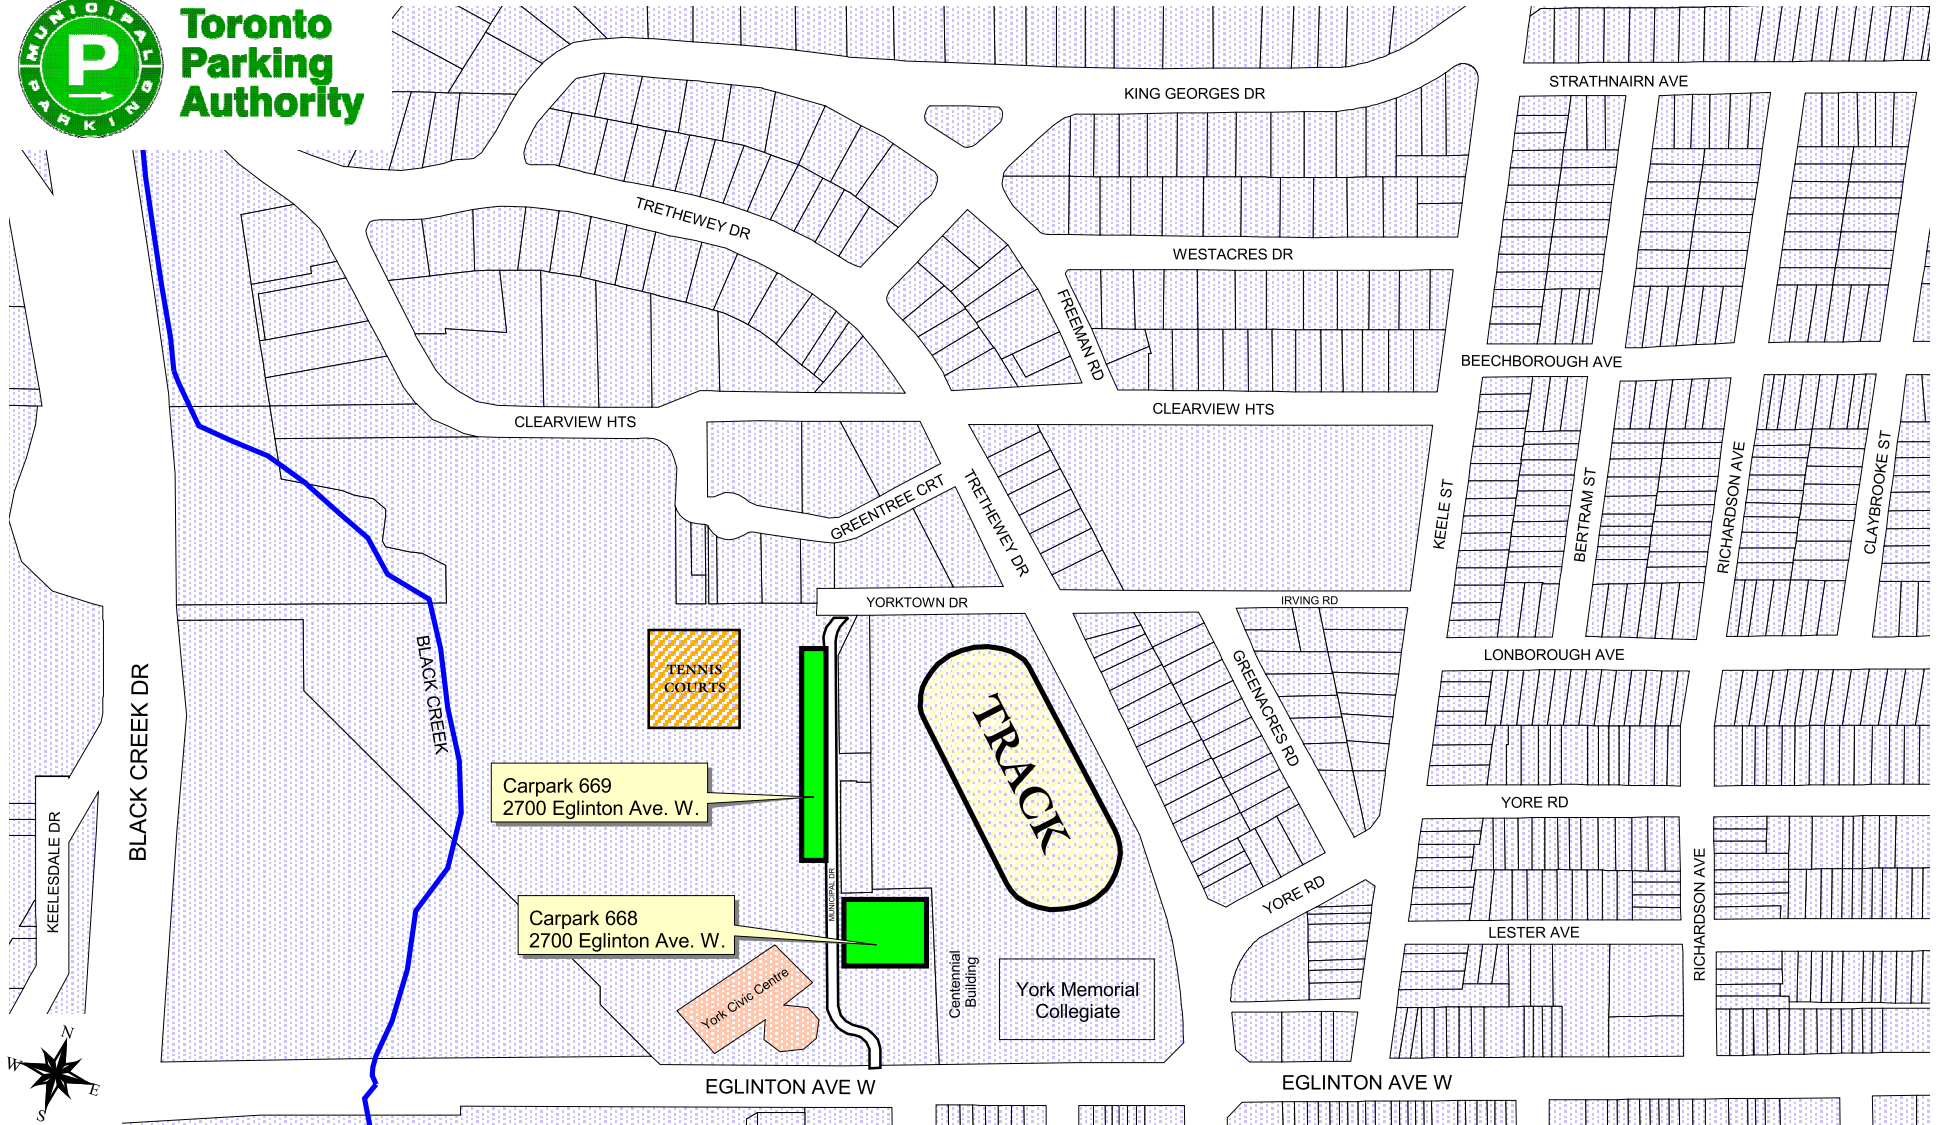 MUNICIPAL
P
PARKING
Toronto
Parking
Authority
STRATHNAIRN AVE
KING GEORGES DR
TRETHEWEY DR
WESTACRES DR
FREEMAN RD
BEECHBOROUGH AVE
CLEARVIEW HTS
CLEARVIEW HTS
GREENTREE CRT
TRETHEWEY DR
KEELE ST
BERTRAM ST
RICHARDSON AVE
CLAYBROOKE ST
YORKTOWN DR
IRVING RD
BLACK CREEK
TENNIS
COURTS
LONBOROUGH AVE
GREENACRES RD
BLACK CREEK DR
TRACK
Carpark 669
2700 Eglinton Ave. W.
YORE RD
KEELESDALE DR
MUNICIPAL DR
YORE RD
RICHARDSON AVE
Carpark 668
2700 Eglinton Ave. W.
LESTER AVE
Centennial
Building
York Civic Centre
York Memorial
Collegiate
N
W
E
S
EGLINTON AVE W
EGLINTON AVE W